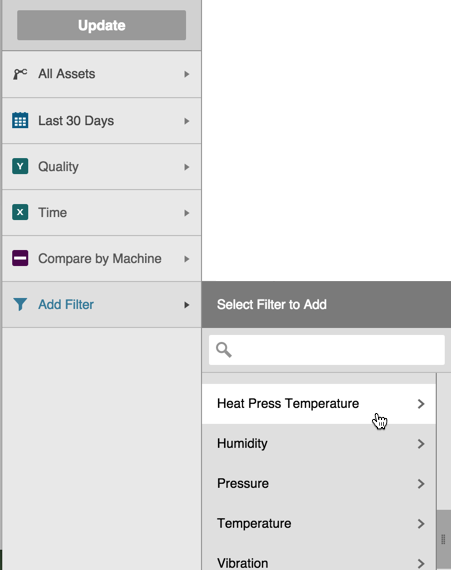 Update
All Assets
Last 30 Days
Y Quality
X Time
Compare by Machine
Add Filter
Select Filter to Add
Heat Press Temperature
Humidity
Pressure
Temperature
Vibration